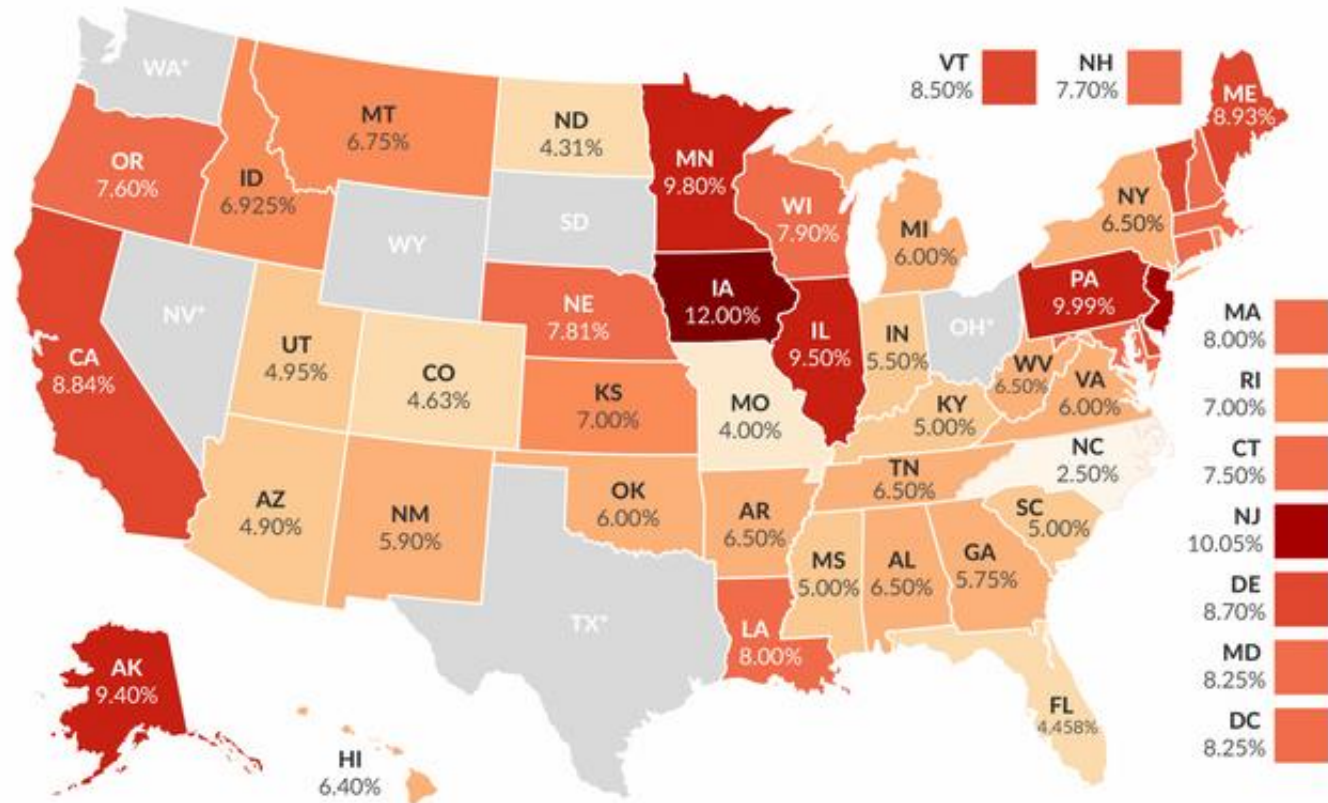 WA*
VT
8.50%
NH
7.70%
ME
8.93%
MT
6.75%
ND
4.31%
MN
9.80%
OR
7.60%
ID
6.925%
WI
7.90%
NY
6.50%
SD
MI
6.00%
WY
IA
12.00%
PA
9.99%
NE
7.81%
NV*
IL
9.50%
IN
5.50%
OH*
MA
8.00%
UT
4.95%
CA
8.84%
CO
4.63%
WV
6.50%
VA
6.00%
RI
7.00%
KS
7.00%
MO
4.00%
KY
5.00%
NC
2.50%
CT
7.50%
TN
6.50%
AZ
4.90%
NM
5.90%
OK
6.00%
AR
6.50%
SC
5.00%
NJ
10.05%
MS
5.00%
AL
6.50%
GA
5.75%
DE
8.70%
TX*
LA
8.00%
MD
8.25%
AK
9.40%
FL
4.458%
DC
8.25%
HI
6.40%